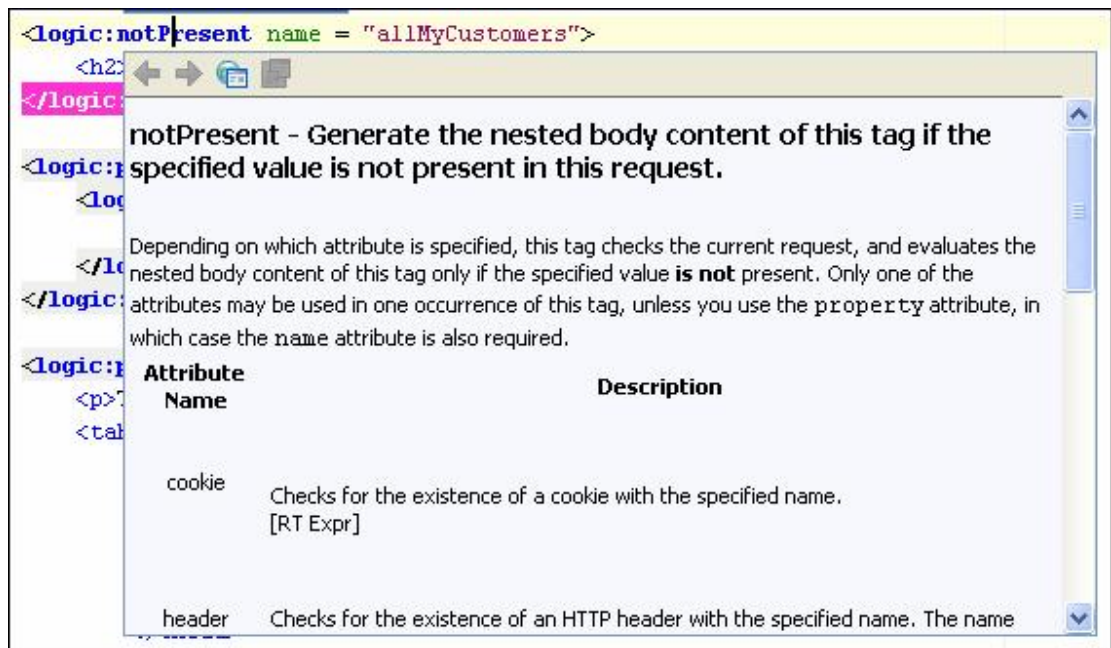 <logic:notPresent name = "allMyCustomers">
<h2>
</logic:
notPresent - Generate the nested body content of this tag if the
specified value is not present in this request.
<logic:p
<log
Depending on which attribute is specified, this tag checks the current request, and evaluates the
</lo
nested body content of this tag only if the specified value is not present. Only one of the
</logic:
attributes may be used in one occurrence of this tag, unless you use the property attribute, in
which case the name attribute is also required.
<logic:p
Attribute
Name
Description
<p>
<tab
cookie
Checks for the existence of a cookie with the specified name.
[RT Expr]
header
Checks for the existence of an HTTP header with the specified name. The name